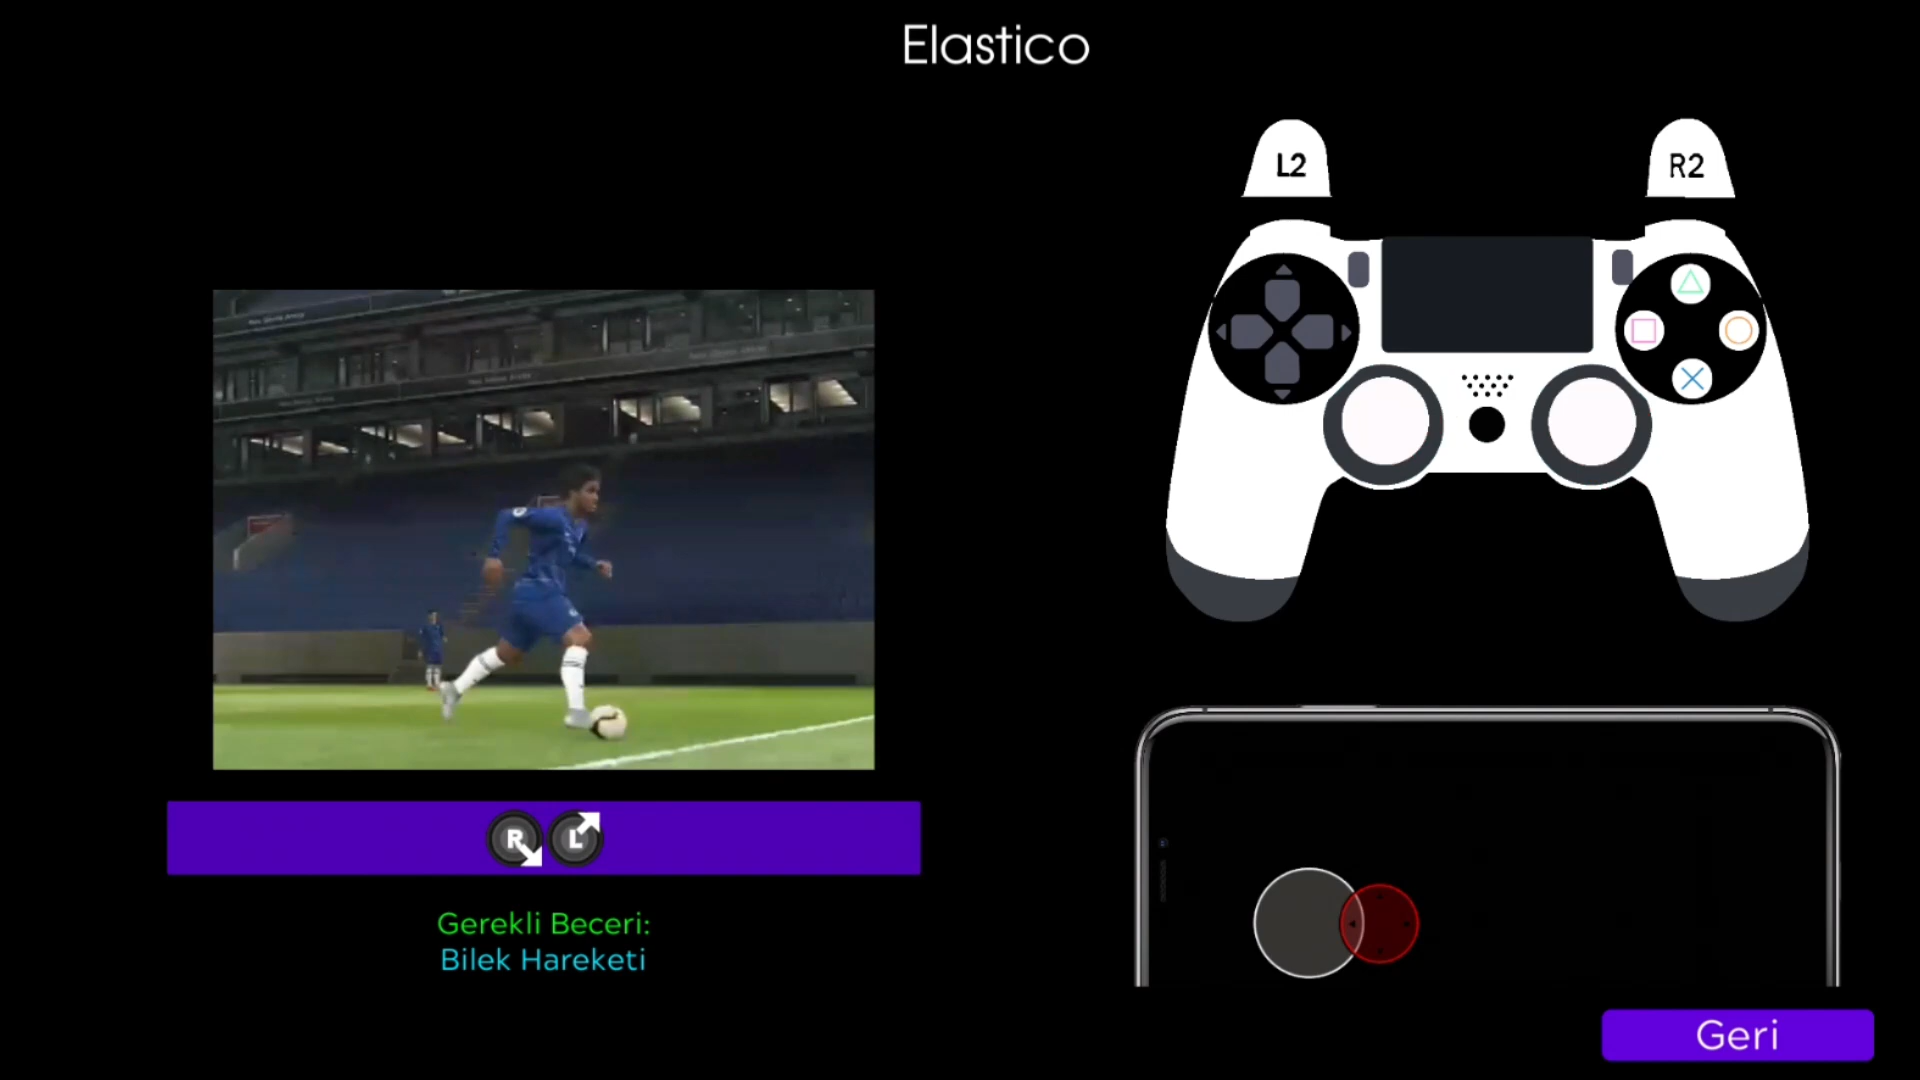 Elastico
L2
R2
R L
Gerekli Beceri:
Bilek Hareketi
Geri